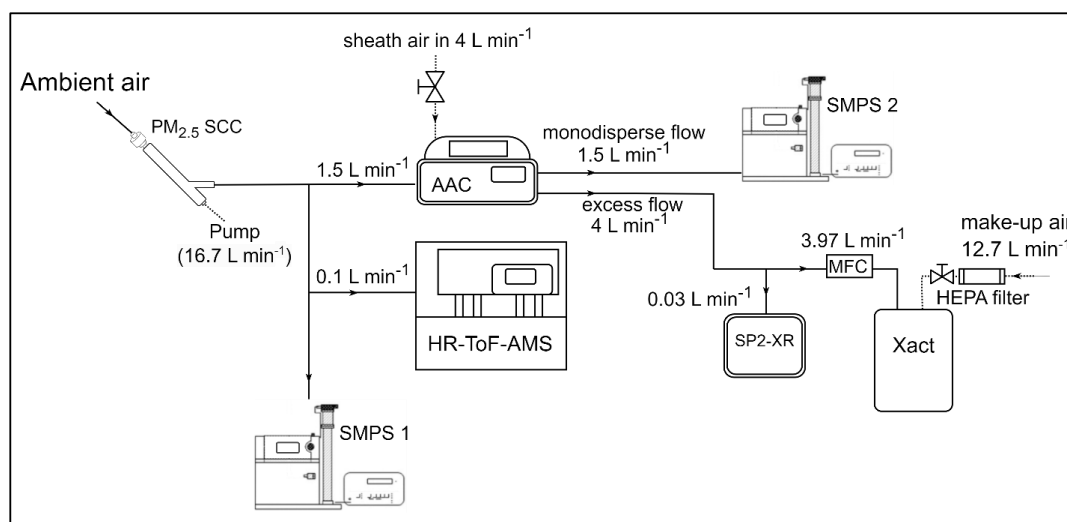 sheath air in 4 L min⁻¹
Ambient air
PM₂.₅ SCC
SMPS 2
monodisperse flow
1.5 L min⁻¹
1.5 L min⁻¹
AAC
excess flow
4 L min⁻¹
Pump
(16.7 L min⁻¹)
make-up air
12.7 L min⁻¹
3.97 L min⁻¹
MFC
HEPA filter
0.1 L min⁻¹
0.03 L min⁻¹
HR-ToF-AMS
SP2-XR
Xact
SMPS 1